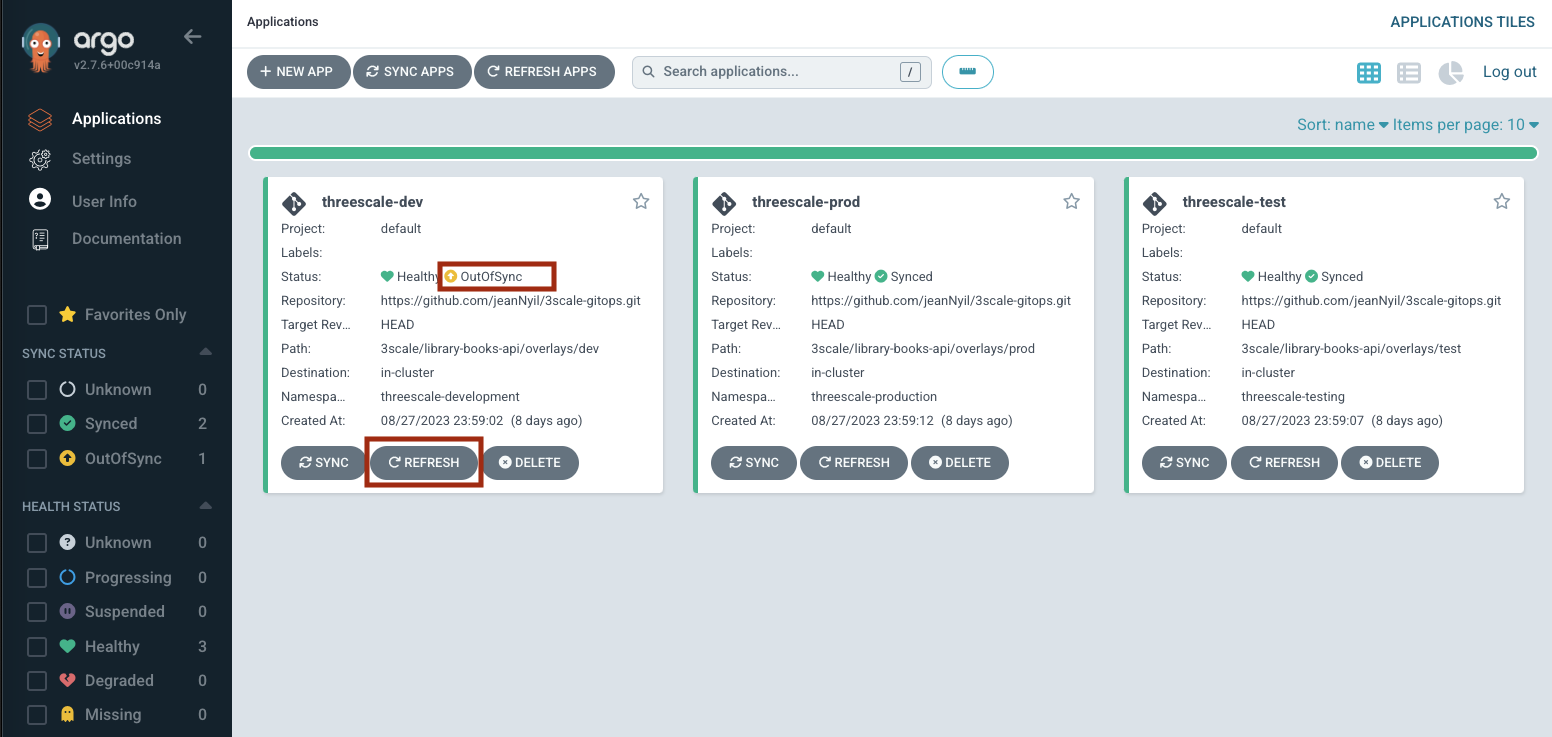 argo
v2.7.6+00c914a
Applications
Settings
User Info
Documentation
Favorites Only
SYNC STATUS
Unknown 0
Synced 2
OutOfSync 1
HEALTH STATUS
Unknown 0
Progressing 0
Suspended 0
Healthy 3
Degraded 0
Missing 0
Applications
APPLICATIONS TILES
+ NEW APP SYNC APPS REFRESH APPS Search applications... / Log out
Sort: name Items per page: 10
threescale-dev
Project: default
Labels:
Status: Healthy OutOfSync
Repository: https://github.com/jeanNyil/3scale-gitops.git
Target Rev... HEAD
Path: 3scale/library-books-api/overlays/dev
Destination: in-cluster
Namespa... threescale-development
Created At: 08/27/2023 23:59:02 (8 days ago)
SYNC REFRESH DELETE
threescale-prod
Project: default
Labels:
Status: Healthy Synced
Repository: https://github.com/jeanNyil/3scale-gitops.git
Target Rev... HEAD
Path: 3scale/library-books-api/overlays/prod
Destination: in-cluster
Namespa... threescale-production
Created At: 08/27/2023 23:59:12 (8 days ago)
SYNC REFRESH DELETE
threescale-test
Project: default
Labels:
Status: Healthy Synced
Repository: https://github.com/jeanNyil/3scale-gitops.git
Target Rev... HEAD
Path: 3scale/library-books-api/overlays/test
Destination: in-cluster
Namespa... threescale-testing
Created At: 08/27/2023 23:59:07 (8 days ago)
SYNC REFRESH DELETE